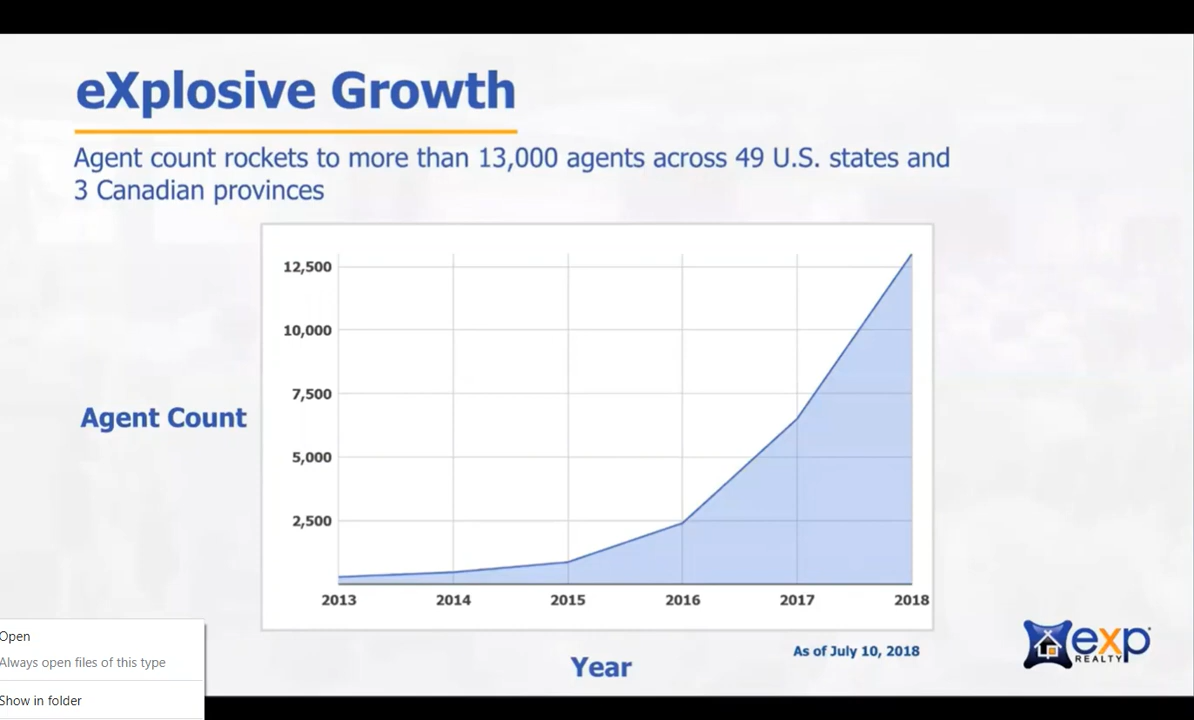 eXplosive Growth
Agent count rockets to more than 13,000 agents across 49 U.S. states and
3 Canadian provinces
12,500
10,000
7,500
Agent Count
5,000
2,500
2013 2014 2015 2016 2017 2018
As of July 10, 2018
Year
exp
REALTY
Open
Always open files of this type
Show in folder